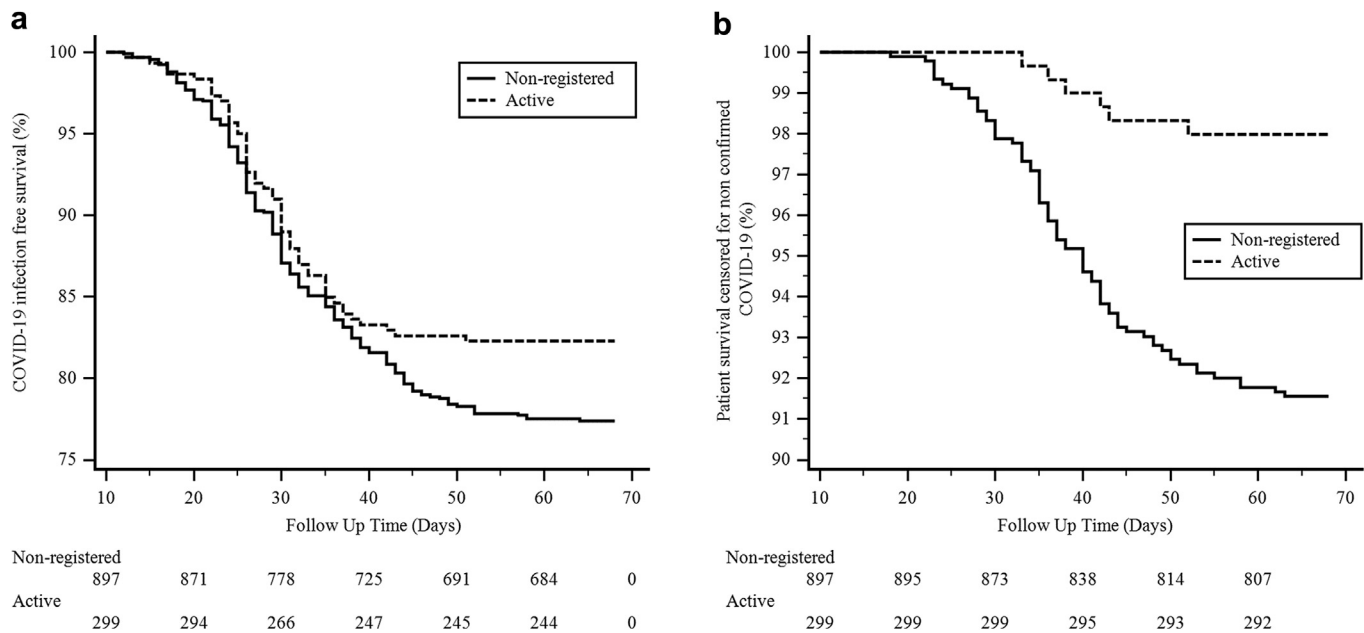 a
COVID-19 infection free survival (%)
100
95
90
85
80
75
Non-registered
Active
10 20 30 40 50 60 70
Follow Up Time (Days)
Non-registered
897 871 778 725 691 684 0
Active
299 294 266 247 245 244 0
b
Patient survival censored for non confirmed
COVID-19 (%)
100
99
98
97
96
95
94
93
92
91
90
Non-registered
Active
10 20 30 40 50 60 70
Follow Up Time (Days)
Non-registered
897 895 873 838 814 807
Active
299 299 299 295 293 292